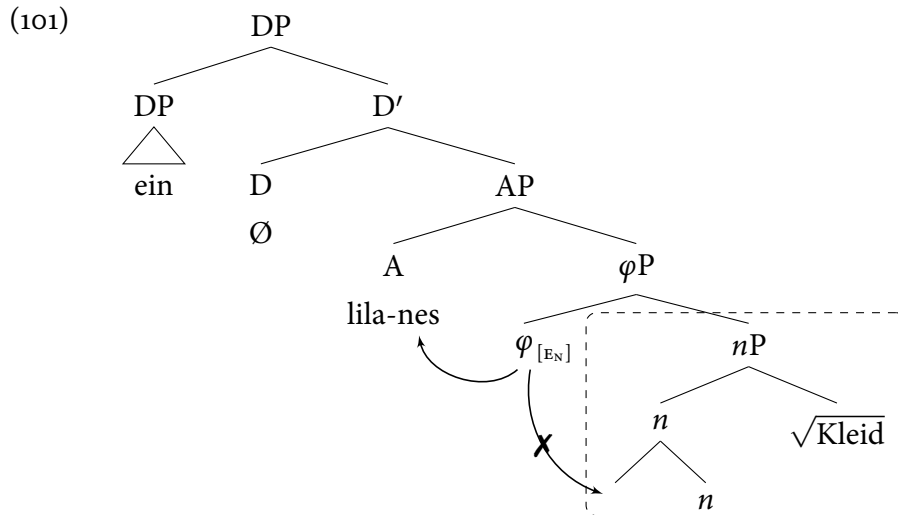 (101) DP
DP D′
ein D AP
Ø A φP
lila-nes φ[EN] nP
n √Kleid
✗ n